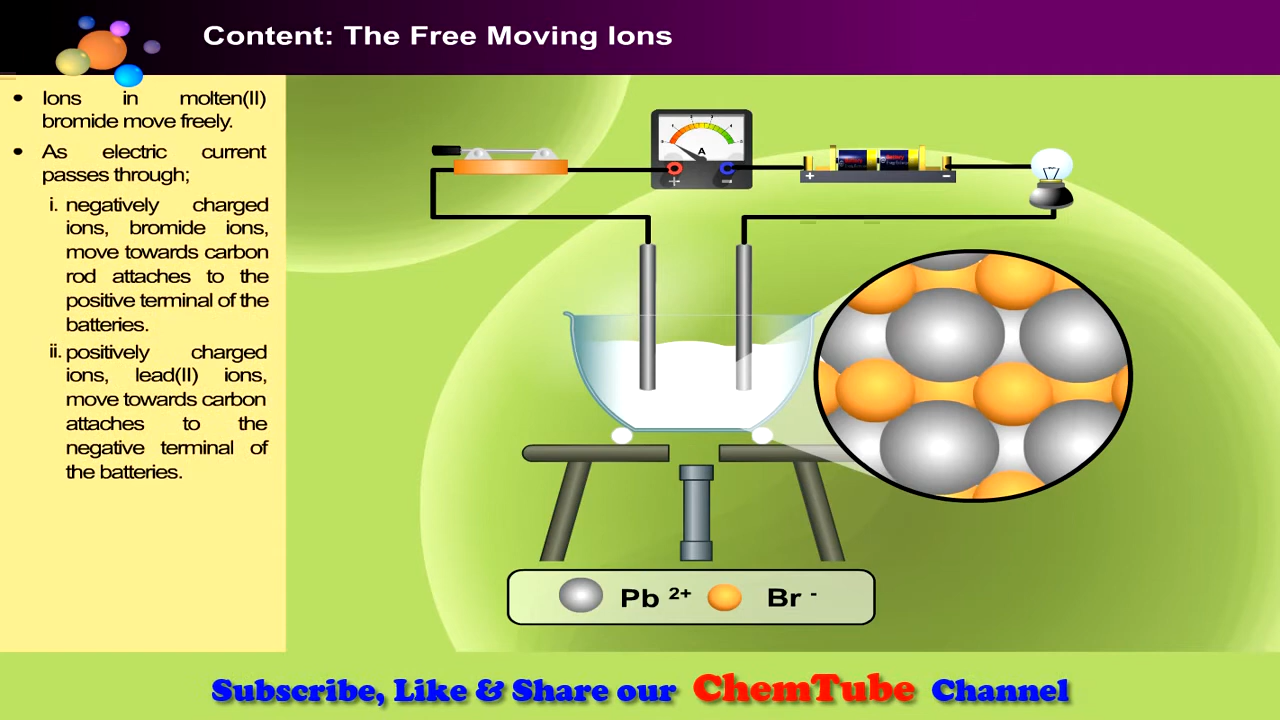 Content: The Free Moving Ions
• Ions in molten(II)
bromide move freely.
• As electric current
passes through;
i. negatively charged
ions, bromide ions,
move towards carbon
rod attaches to the
positive terminal of the
batteries.
ii. positively charged
ions, lead(II) ions,
move towards carbon
attaches to the
negative terminal of
the batteries.
A
+ −
+ −
Pb 2+ Br -
Subscribe, Like & Share our ChemTube Channel